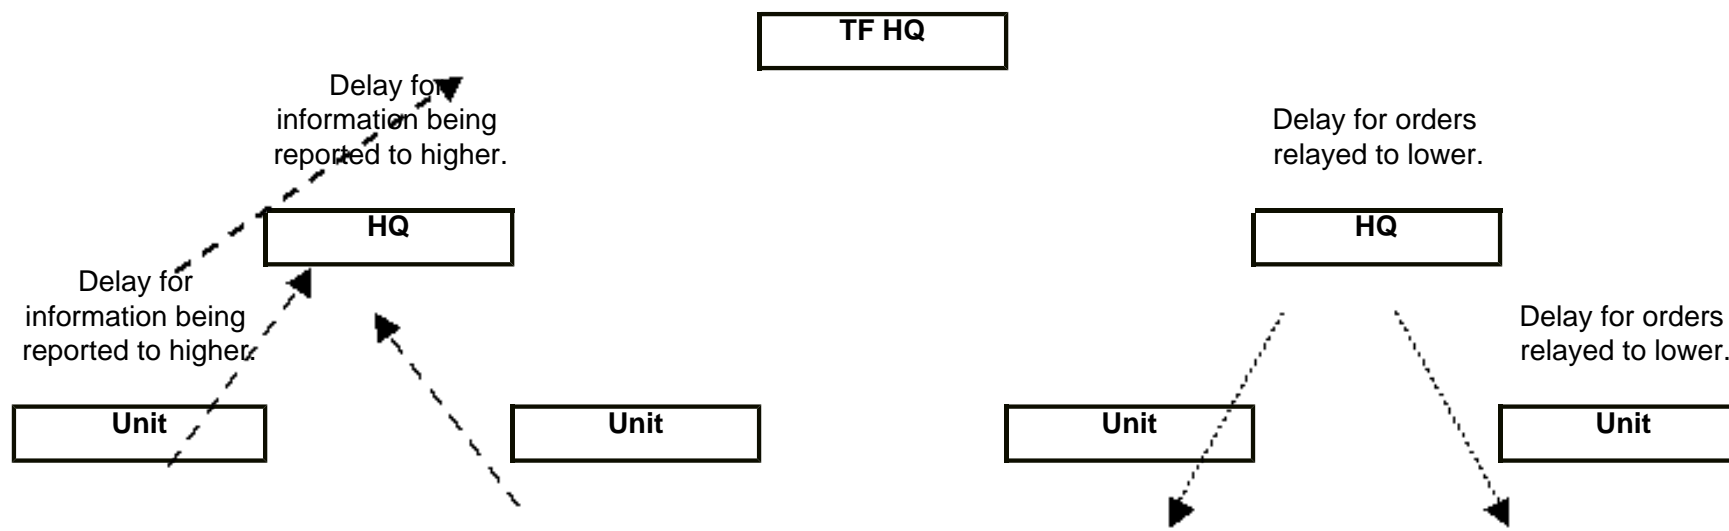 TF HQ
Delay for
information being
reported to higher.
Delay for orders
relayed to lower.
HQ
HQ
Delay for
information being
reported to higher.
Delay for orders
relayed to lower.
Unit
Unit
Unit
Unit